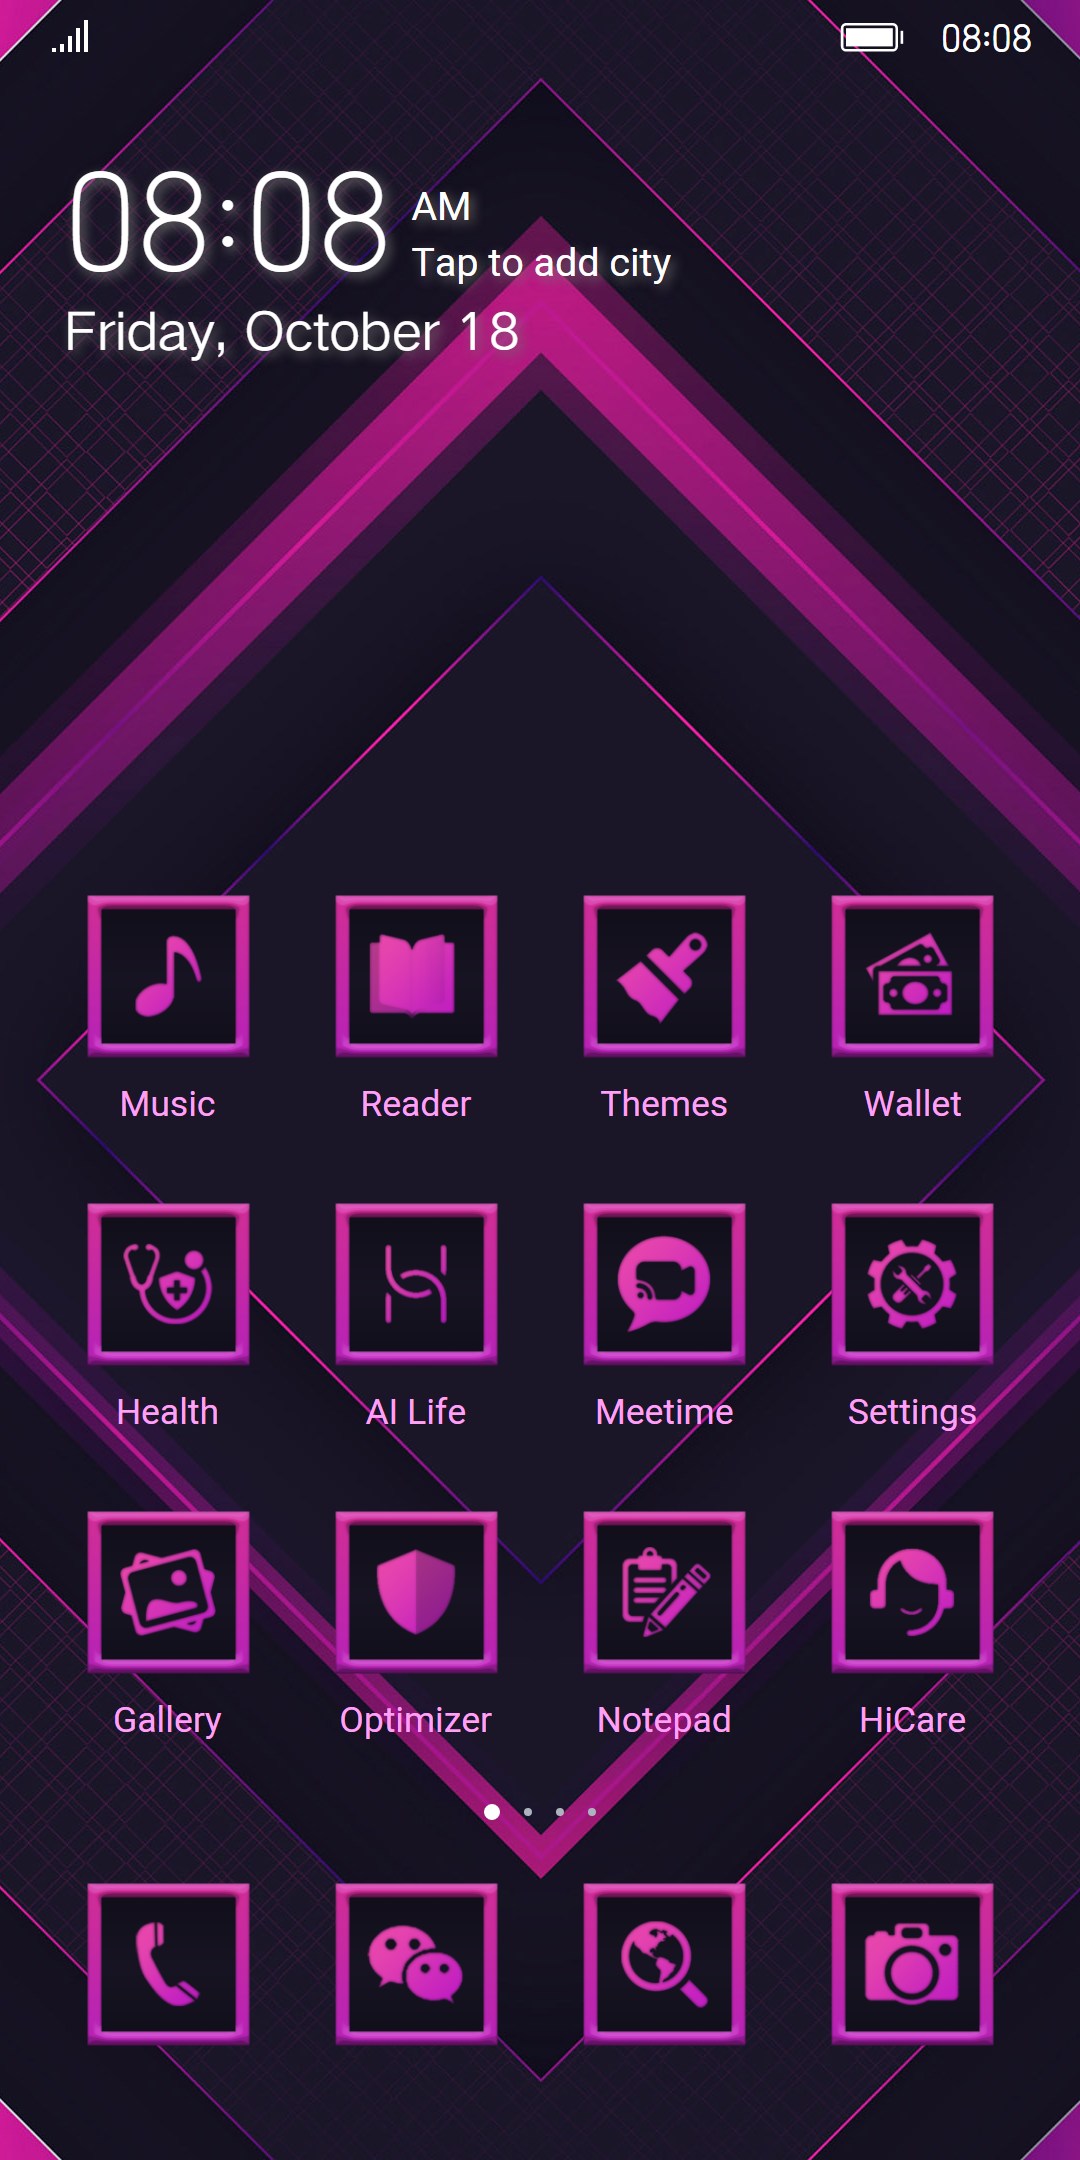 08:08
08:08 AM
Tap to add city
Friday, October 18
Music Reader Themes Wallet
Health AI Life Meetime Settings
Gallery Optimizer Notepad HiCare